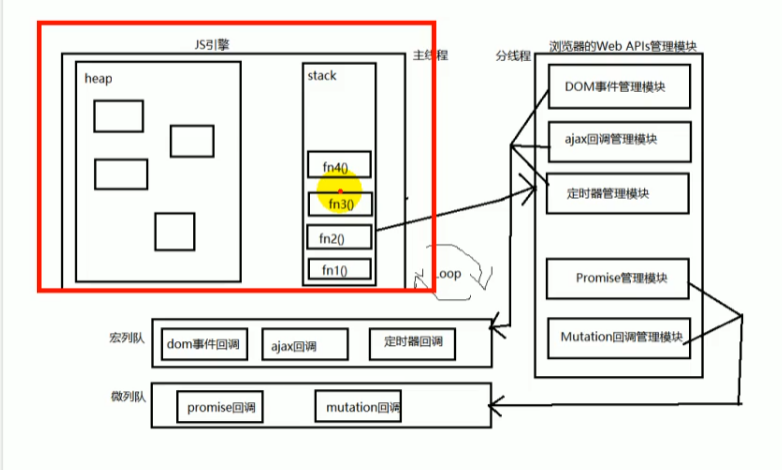 JS引擎
主线程
分线程
浏览器的Web APIs管理模块
heap
stack
DOM事件管理模块
ajax回调管理模块
定时器管理模块
fn4()
fn3()
fn2()
fn1()
Loop
Promise管理模块
Mutation回调管理模块
宏列队
dom事件回调
ajax回调
定时器回调
微列队
promise回调
mutation回调